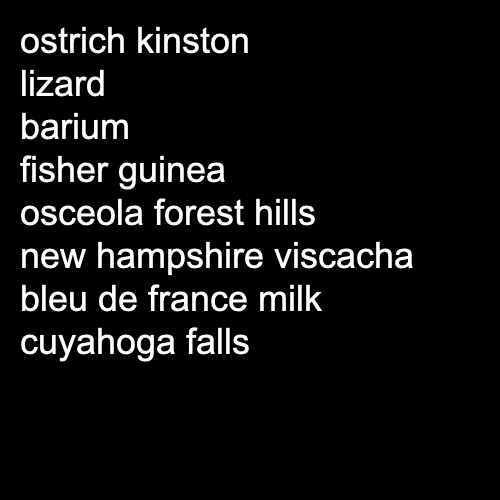 ostrich kinston
lizard
barium
fisher guinea
osceola forest hills
new hampshire viscacha
bleu de france milk
cuyahoga falls